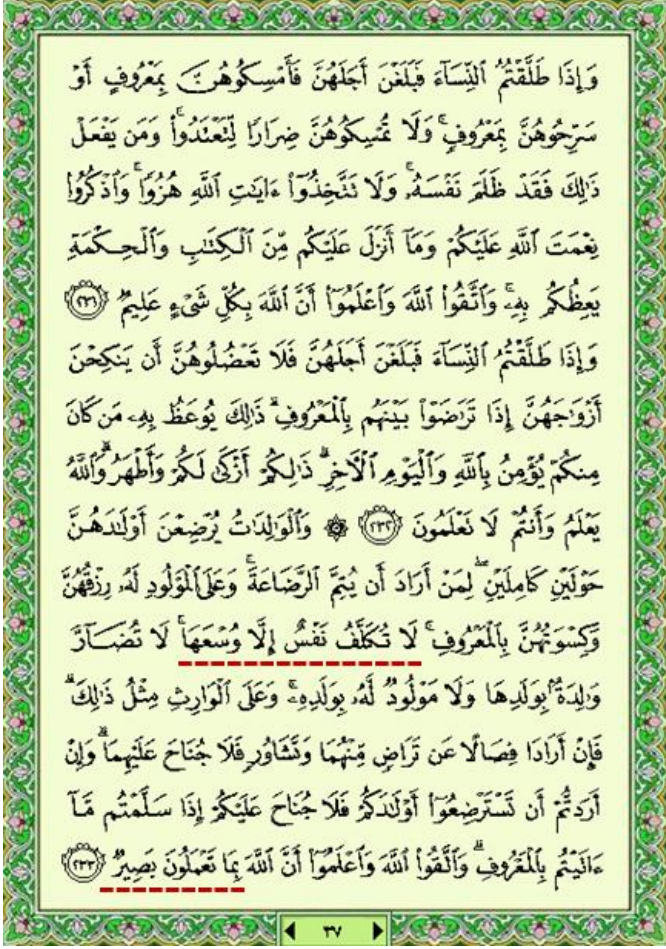 وَإِذَا طَلَّقْتُمُ ٱلنِّسَآءَ فَبَلَغْنَ أَجَلَهُنَّ فَأَمْسِكُوهُنَّ بِمَعْرُوفٍ أَوْ
سَرِّحُوهُنَّ بِمَعْرُوفٍۚ وَلَا تُمْسِكُوهُنَّ ضِرَارًا لِّتَعْتَدُوا۟ۚ وَمَن يَفْعَلْ
ذَٰلِكَ فَقَدْ ظَلَمَ نَفْسَهُۥۚ وَلَا تَتَّخِذُوٓا۟ ءَايَٰتِ ٱللَّهِ هُزُوًاۚ وَٱذْكُرُوا۟
نِعْمَتَ ٱللَّهِ عَلَيْكُمْ وَمَآ أَنزَلَ عَلَيْكُم مِّنَ ٱلْكِتَٰبِ وَٱلْحِكْمَةِ
يَعِظُكُم بِهِۦۚ وَٱتَّقُوا۟ ٱللَّهَ وَٱعْلَمُوٓا۟ أَنَّ ٱللَّهَ بِكُلِّ شَىْءٍ عَلِيمٌ ﴿٢٣١﴾
وَإِذَا طَلَّقْتُمُ ٱلنِّسَآءَ فَبَلَغْنَ أَجَلَهُنَّ فَلَا تَعْضُلُوهُنَّ أَن يَنكِحْنَ
أَزْوَٰجَهُنَّ إِذَا تَرَٰضَوْا۟ بَيْنَهُم بِٱلْمَعْرُوفِۗ ذَٰلِكَ يُوعَظُ بِهِۦ مَن كَانَ
مِنكُمْ يُؤْمِنُ بِٱللَّهِ وَٱلْيَوْمِ ٱلْءَاخِرِۗ ذَٰلِكُمْ أَزْكَىٰ لَكُمْ وَأَطْهَرُۗ وَٱللَّهُ
يَعْلَمُ وَأَنتُمْ لَا تَعْلَمُونَ ﴿٢٣٢﴾ ۞ وَٱلْوَٰلِدَٰتُ يُرْضِعْنَ أَوْلَٰدَهُنَّ
حَوْلَيْنِ كَامِلَيْنِۖ لِمَنْ أَرَادَ أَن يُتِمَّ ٱلرَّضَاعَةَۚ وَعَلَى ٱلْمَوْلُودِ لَهُۥ رِزْقُهُنَّ
وَكِسْوَتُهُنَّ بِٱلْمَعْرُوفِۚ لَا تُكَلَّفُ نَفْسٌ إِلَّا وُسْعَهَاۚ لَا تُضَآرَّ
وَٰلِدَةٌۢ بِوَلَدِهَا وَلَا مَوْلُودٌ لَّهُۥ بِوَلَدِهِۦۚ وَعَلَى ٱلْوَارِثِ مِثْلُ ذَٰلِكَۗ
فَإِنْ أَرَادَا فِصَالًا عَن تَرَاضٍ مِّنْهُمَا وَتَشَاوُرٍ فَلَا جُنَاحَ عَلَيْهِمَاۗ وَإِنْ
أَرَدتُّمْ أَن تَسْتَرْضِعُوٓا۟ أَوْلَٰدَكُمْ فَلَا جُنَاحَ عَلَيْكُمْ إِذَا سَلَّمْتُم مَّآ
ءَاتَيْتُم بِٱلْمَعْرُوفِۗ وَٱتَّقُوا۟ ٱللَّهَ وَٱعْلَمُوٓا۟ أَنَّ ٱللَّهَ بِمَا تَعْمَلُونَ بَصِيرٌ ﴿٢٣٣﴾
٣٧